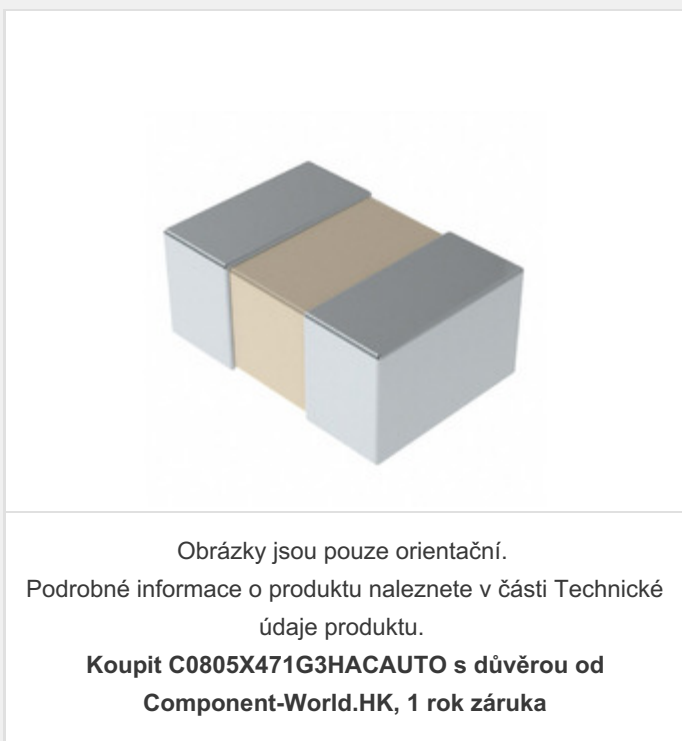 Obrázky jsou pouze orientační.
Podrobné informace o produktu naleznete v části Technické
údaje produktu.
Koupit C0805X471G3HACAUTO s důvěrou od
Component-World.HK, 1 rok záruka